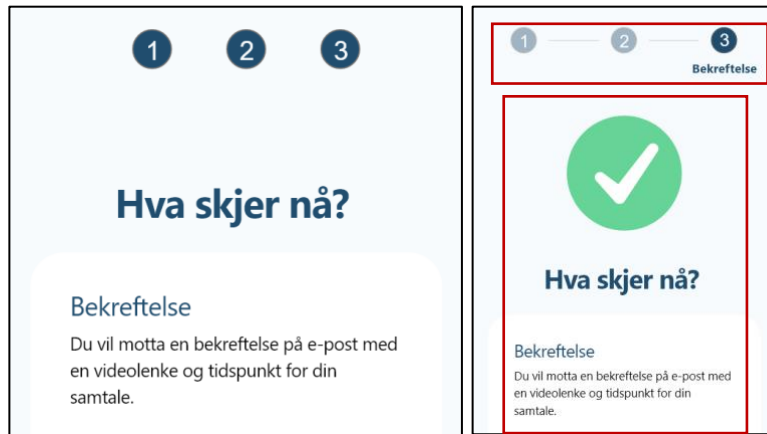 1 2 3
Hva skjer nå?
Bekreftelse
Du vil motta en bekreftelse på e-post med
en videolenke og tidspunkt for din
samtale.
1 2 3
Bekreftelse
Hva skjer nå?
Bekreftelse
Du vil motta en bekreftelse på e-post med
en videolenke og tidspunkt for din
samtale.